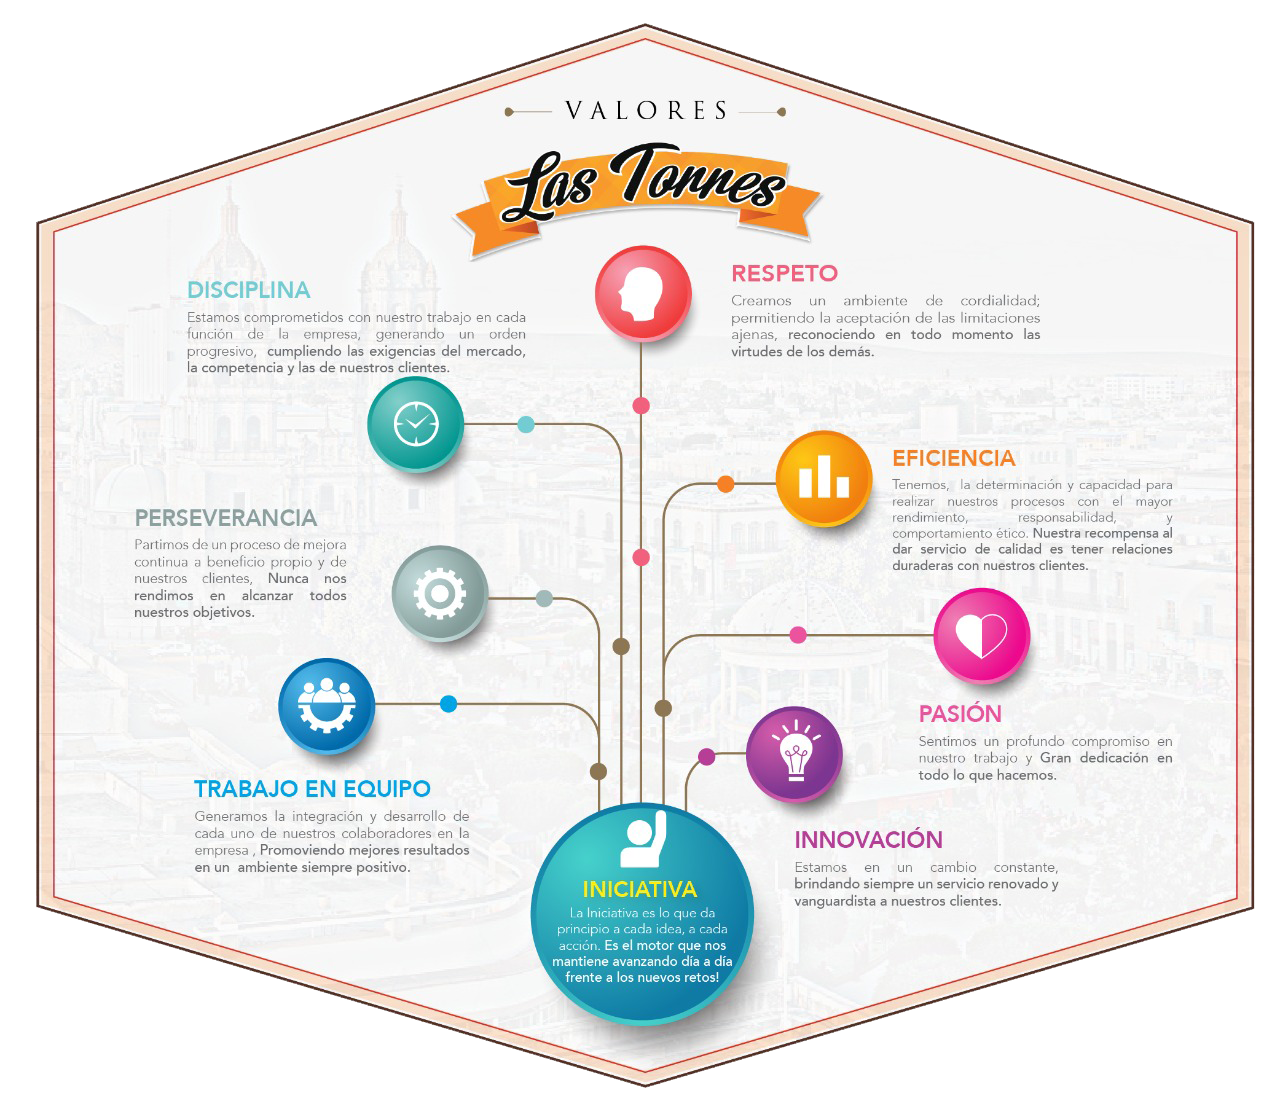 VALORES
Las Torres
DISCIPLINA
Estamos comprometidos con nuestro trabajo en cada
función de la empresa, generando un orden
progresivo, cumpliendo las exigencias del mercado,
la competencia y las de nuestros clientes.
RESPETO
Creamos un ambiente de cordialidad;
permitiendo la aceptación de las limitaciones
ajenas, reconociendo en todo momento las
virtudes de los demás.
EFICIENCIA
Tenemos, la determinación y capacidad para
realizar nuestros procesos con el mayor
rendimiento, responsabilidad, y
comportamiento ético. Nuestra recompensa al
dar servicio de calidad es tener relaciones
duraderas con nuestros clientes.
PERSEVERANCIA
Partimos de un proceso de mejora
continua a beneficio propio y de
nuestros clientes, Nunca nos
rendimos en alcanzar todos
nuestros objetivos.
PASIÓN
Sentimos un profundo compromiso en
nuestro trabajo y Gran dedicación en
todo lo que hacemos.
TRABAJO EN EQUIPO
Generamos la integración y desarrollo de
cada uno de nuestros colaboradores en la
empresa , Promoviendo mejores resultados
en un ambiente siempre positivo.
INNOVACIÓN
Estamos en un cambio constante,
brindando siempre un servicio renovado y
vanguardista a nuestros clientes.
INICIATIVA
La Iniciativa es lo que da
principio a cada idea, a cada
acción. Es el motor que nos
mantiene avanzando día a día
frente a los nuevos retos!